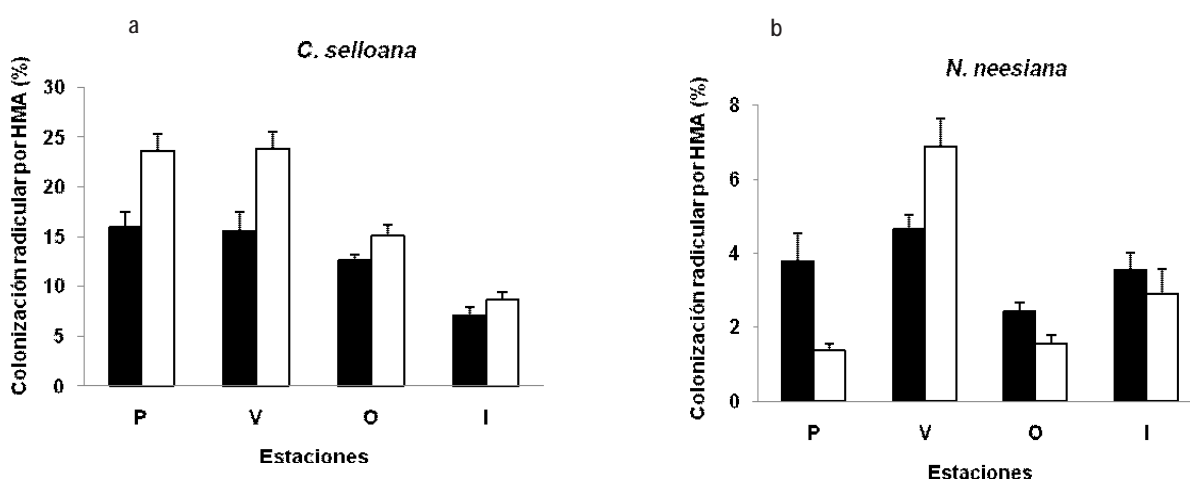 a
C. selloana
Colonización radicular por HMA (%)
30
25
20
15
10
5
0
P V O I
Estaciones
b
N. neesiana
Colonización radicular por HMA (%)
8
6
4
2
0
P V O I
Estaciones